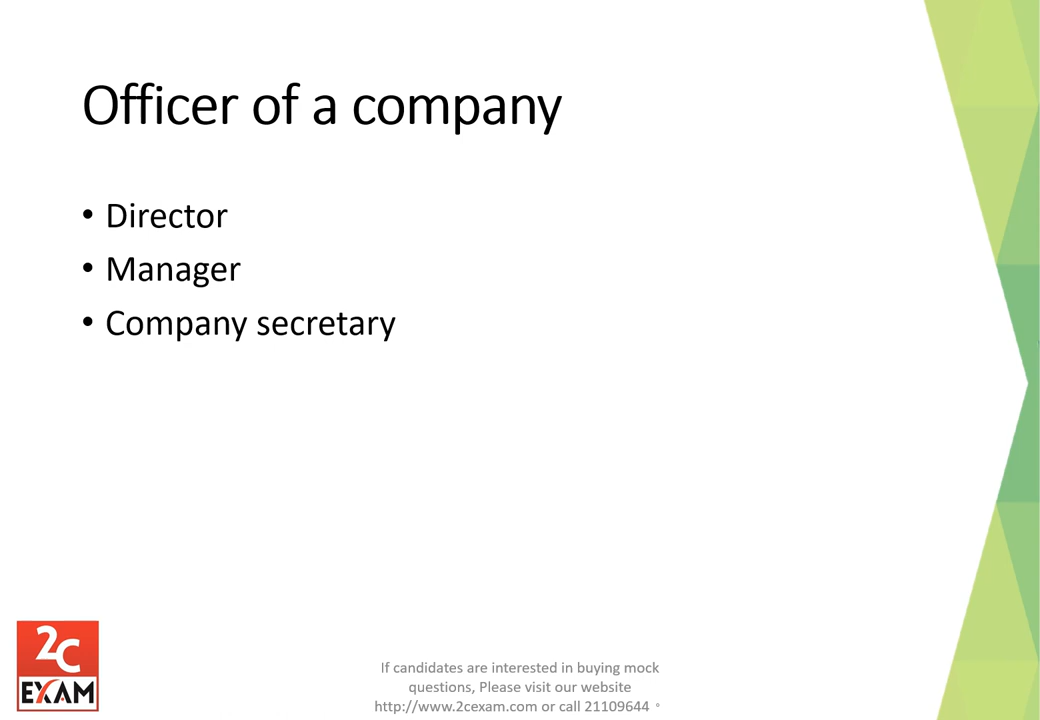 Officer of a company
• Director
• Manager
• Company secretary
2C
EXAM
If candidates are interested in buying mock
questions, Please visit our website
http://www.2cexam.com or call 21109644 。